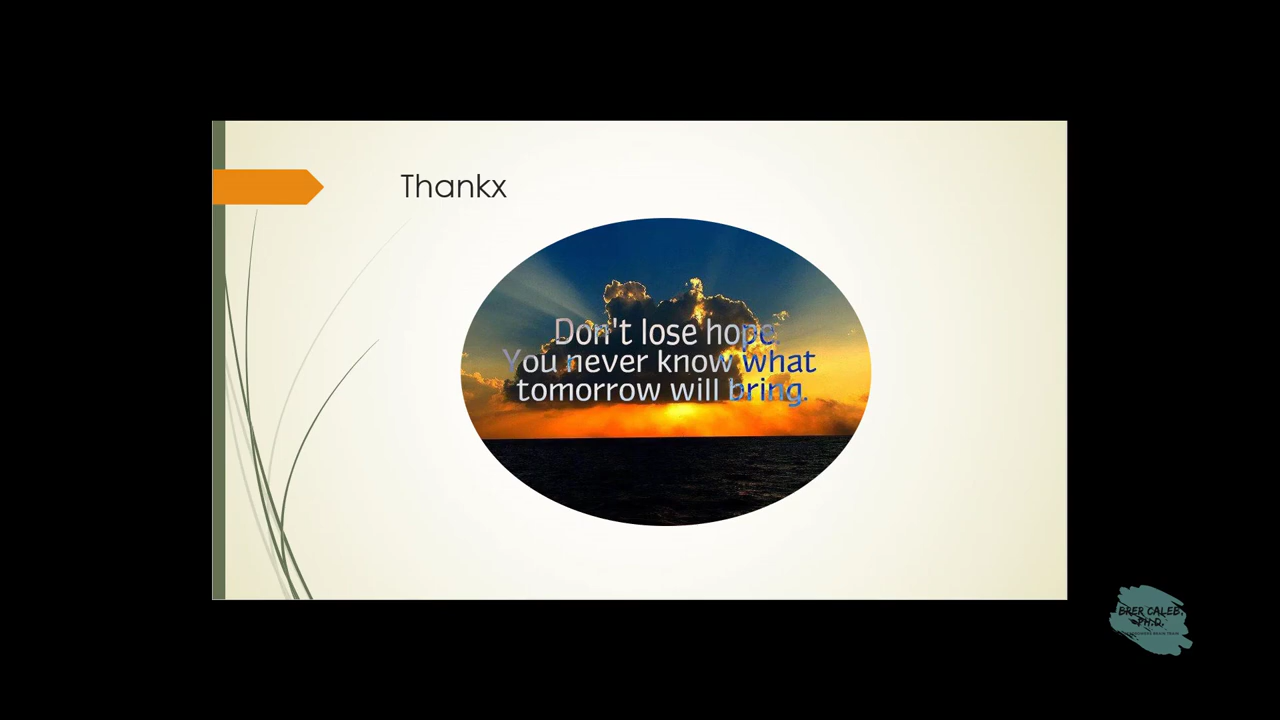 Thankx
Don't lose hope.
You never know what
tomorrow will bring.
BRER CALEB,
PH.D.